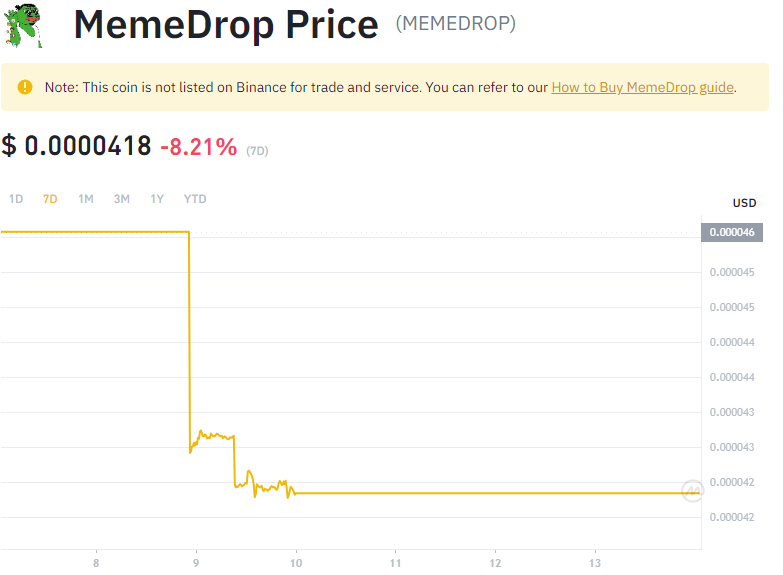 MemeDrop Price (MEMEDROP)
Note: This coin is not listed on Binance for trade and service. You can refer to our How to Buy MemeDrop guide.
$ 0.0000418 -8.21% (7D)
1D 7D 1M 3M 1Y YTD
USD
0.000046
0.000045
0.000045
0.000044
0.000044
0.000043
0.000043
0.000042
0.000042
8 9 10 11 12 13